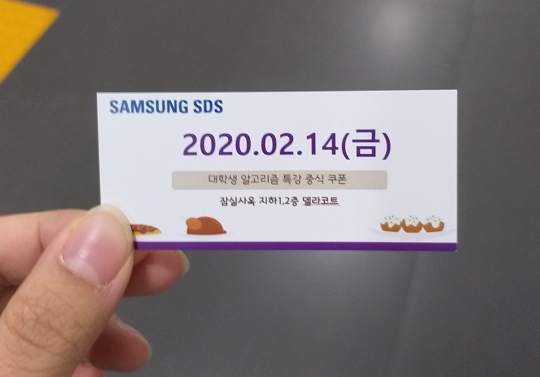 SAMSUNG SDS
2020.02.14(금)
대학생 알고리즘 특강 중식 쿠폰
잠실사옥 지하1,2층 델라코트